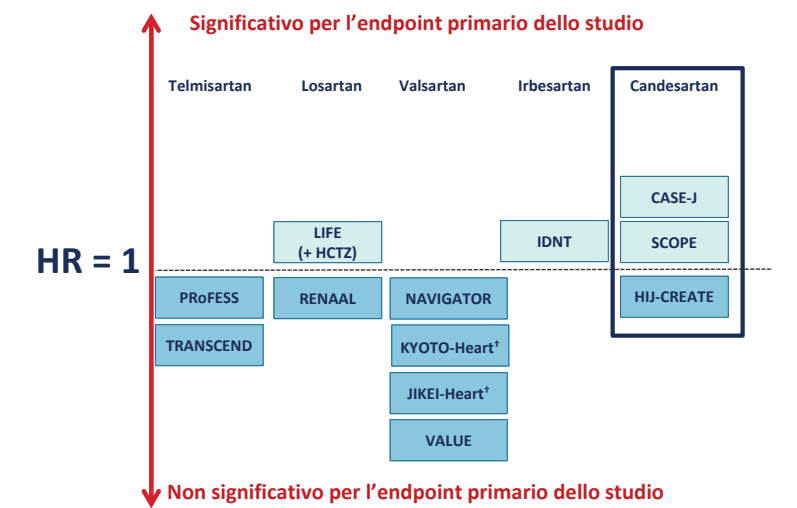 Significativo per l'endpoint primario dello studio
Telmisartan Losartan Valsartan Irbesartan Candesartan
CASE-J
LIFE
(+ HCTZ)
IDNT
SCOPE
HR = 1
PRoFESS RENAAL NAVIGATOR HIJ-CREATE
TRANSCEND KYOTO-Heart†
JIKEI-Heart†
VALUE
Non significativo per l'endpoint primario dello studio